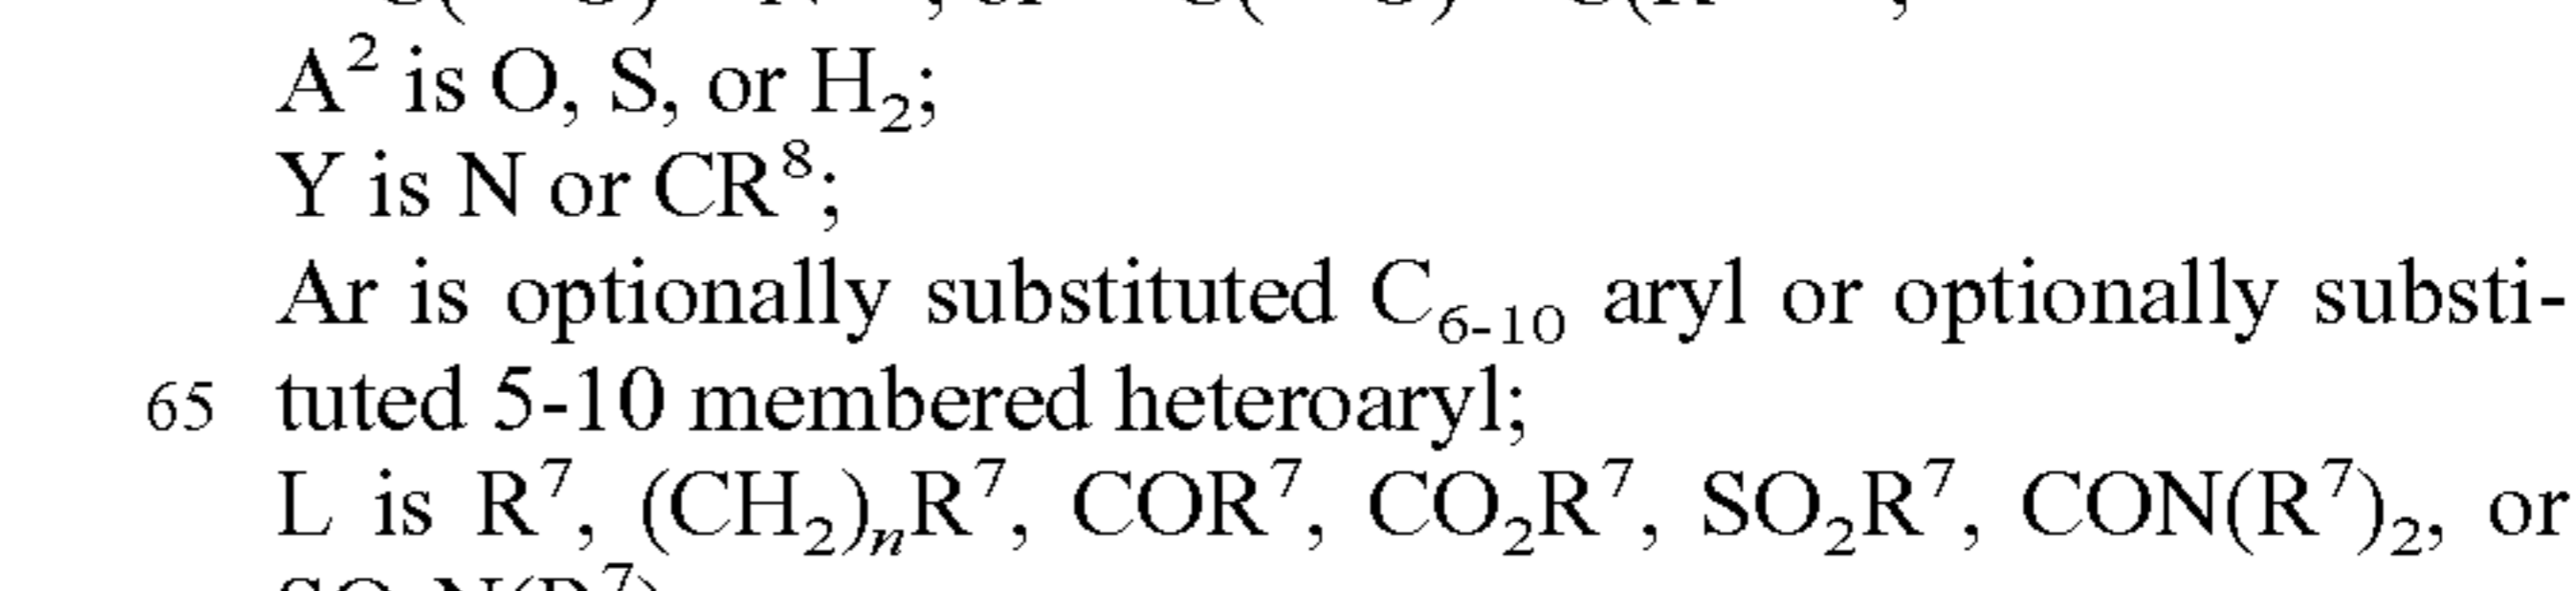 A² is O, S, or H₂;
Y is N or CR⁸;
Ar is optionally substituted C₆₋₁₀ aryl or optionally substi-
65 tuted 5-10 membered heteroaryl;
L is R⁷, (CH₂)ₙR⁷, COR⁷, CO₂R⁷, SO₂R⁷, CON(R⁷)₂, or